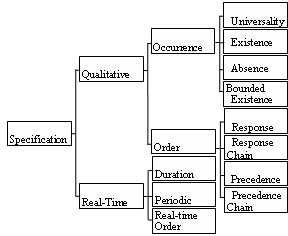 Universality
Occurrence
Existence
Qualitative
Absence
Bounded
Existence
Specification
Order
Response
Response
Chain
Duration
Precedence
Real-Time
Periodic
Precedence
Chain
Real-time
Order